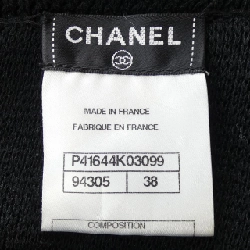 CHANEL
MADE IN FRANCE
FABRIQUE EN FRANCE
P41644K03099
94305 38
COMPOSITION